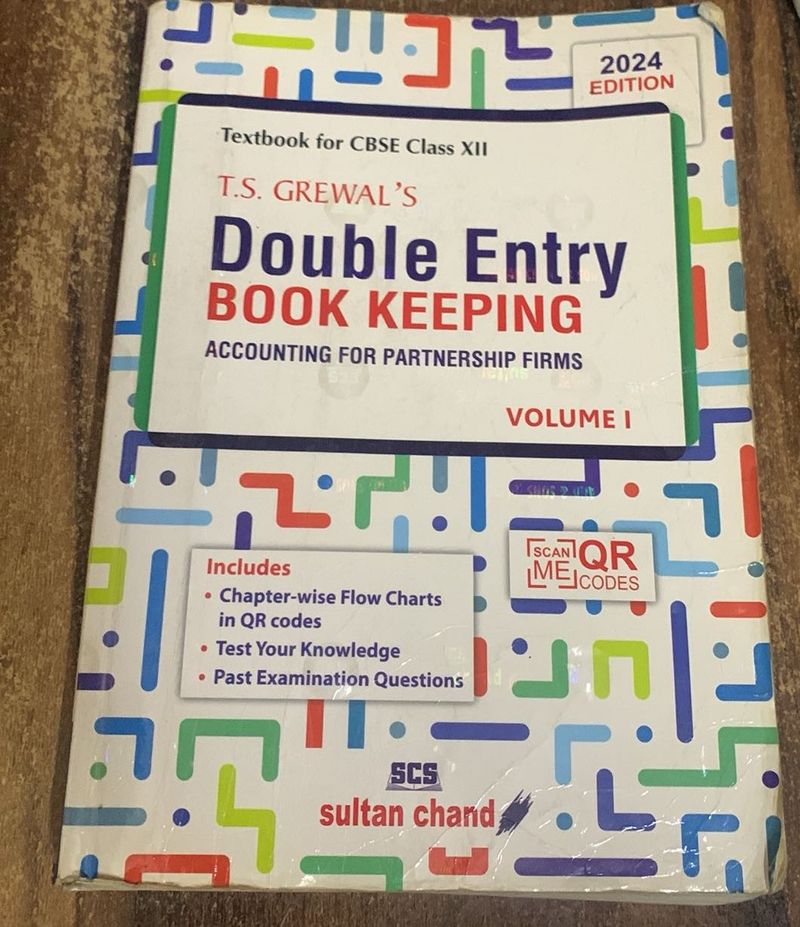 2024
EDITION
Textbook for CBSE Class XII
T.S. GREWAL'S
Double Entry
BOOK KEEPING
ACCOUNTING FOR PARTNERSHIP FIRMS
VOLUME I
SCAN QR
ME CODES
Includes
• Chapter-wise Flow Charts
in QR codes
• Test Your Knowledge
• Past Examination Questions
SCS
sultan chand